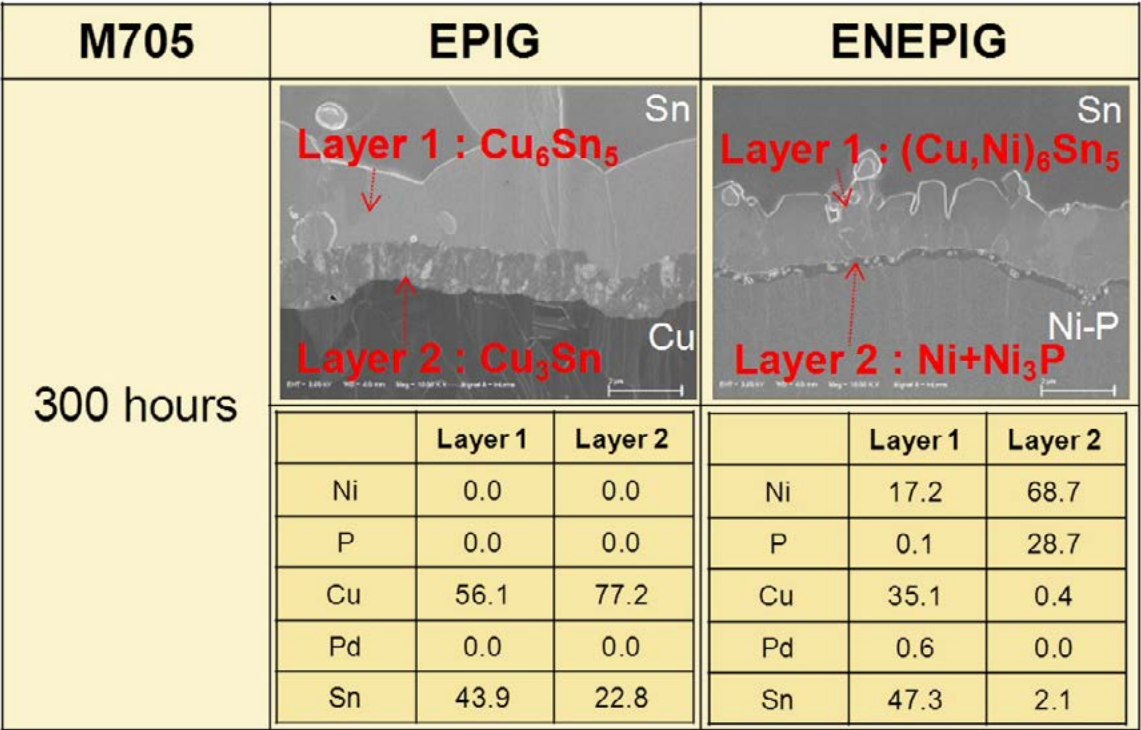 M705 EPIG ENEPIG
300 hours
Sn
Layer 1 : Cu₆Sn₅
Layer 2 : Cu₃Sn
Cu
Sn
Layer 1 : (Cu,Ni)₆Sn₅
Ni-P
Layer 2 : Ni+Ni₃P
Layer 1 Layer 2
Ni 0.0 0.0
P 0.0 0.0
Cu 56.1 77.2
Pd 0.0 0.0
Sn 43.9 22.8
Layer 1 Layer 2
Ni 17.2 68.7
P 0.1 28.7
Cu 35.1 0.4
Pd 0.6 0.0
Sn 47.3 2.1